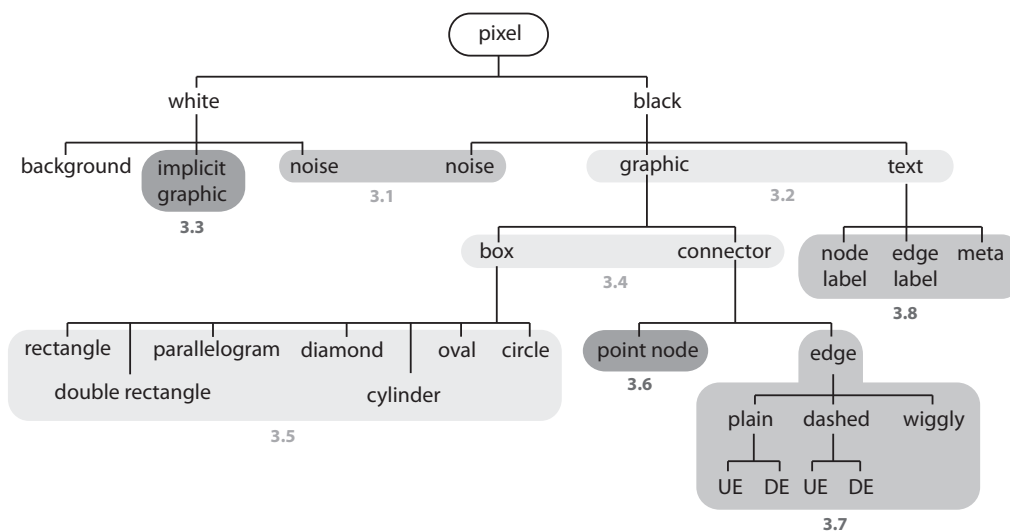 pixel
white
black
background
implicit
graphic
noise
noise
graphic
text
3.1
3.2
3.3
box
connector
node
label
edge
label
meta
3.4
3.8
rectangle
parallelogram
diamond
oval
circle
point node
edge
double rectangle
cylinder
3.6
3.5
plain
dashed
wiggly
UE
DE
UE
DE
3.7